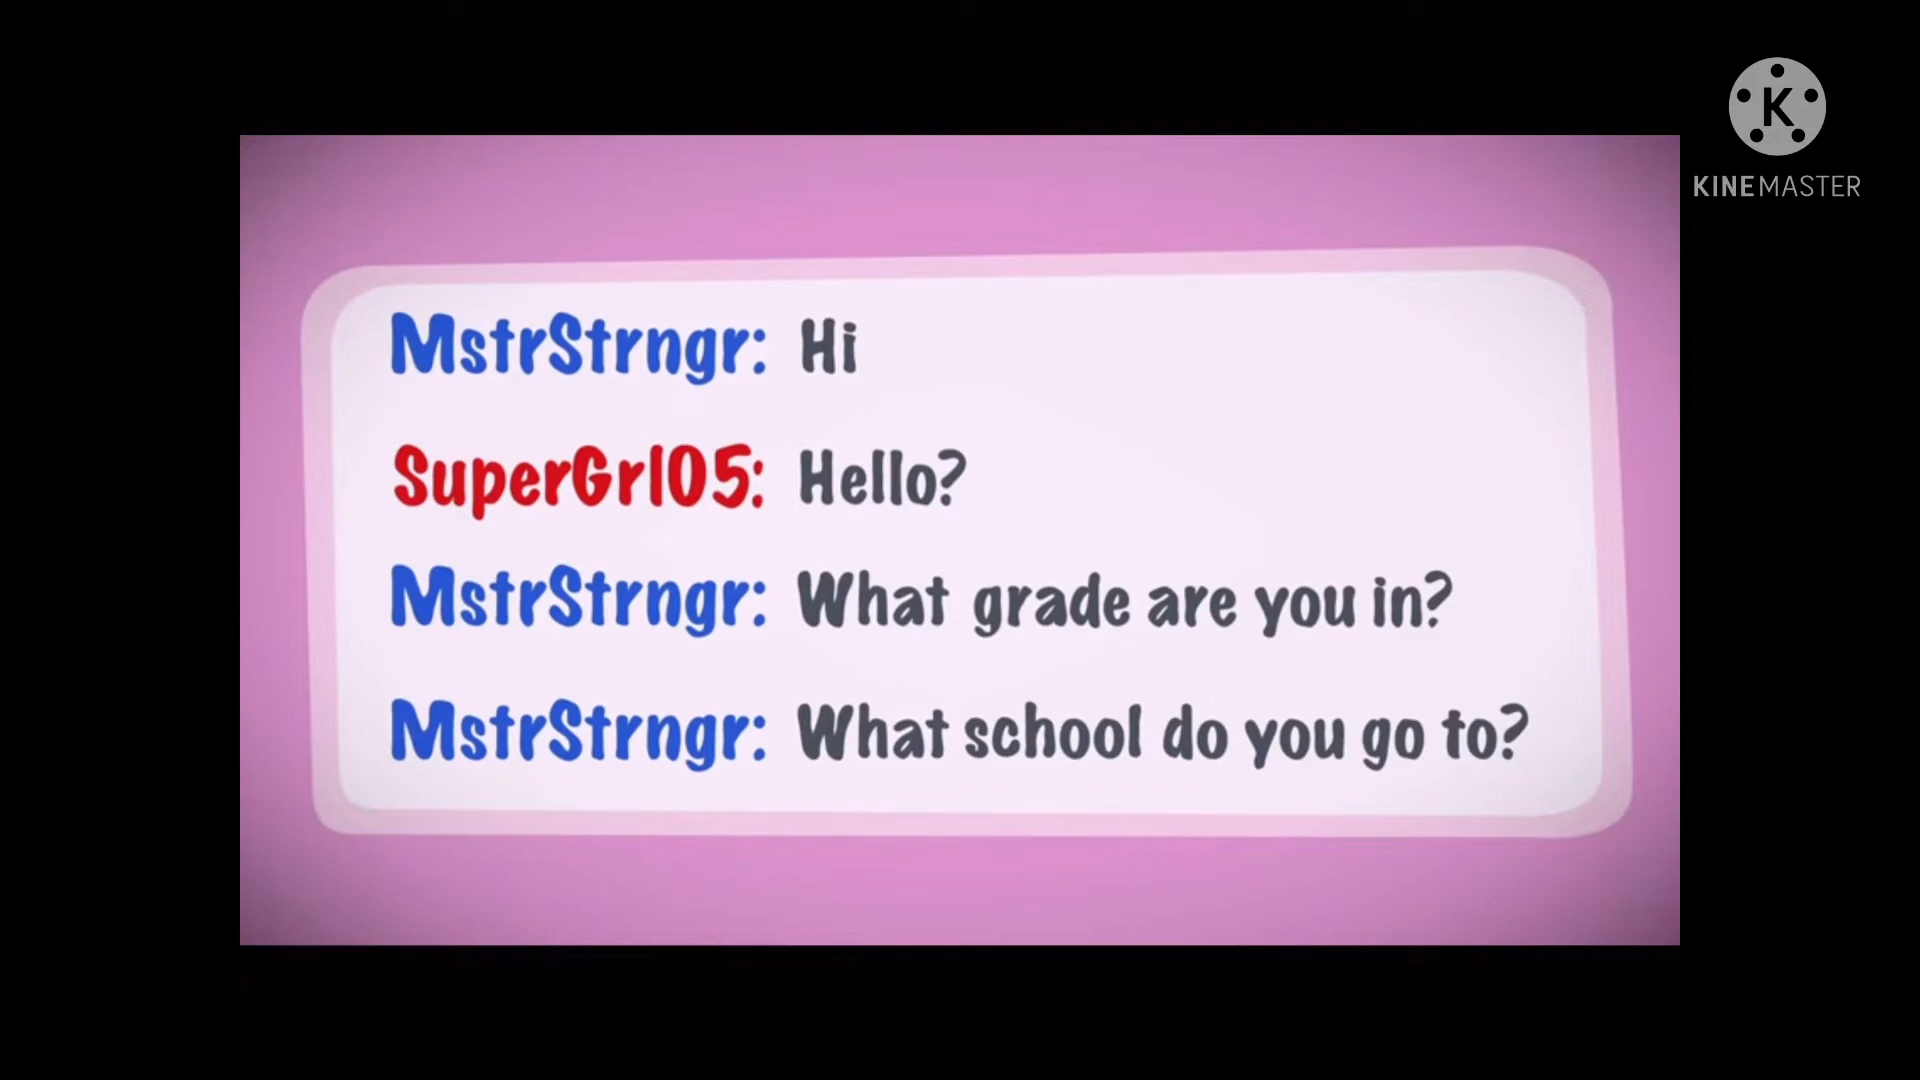 K
KINEMASTER
MstrStrngr: Hi
SuperGrl05: Hello?
MstrStrngr: What grade are you in?
MstrStrngr: What school do you go to?